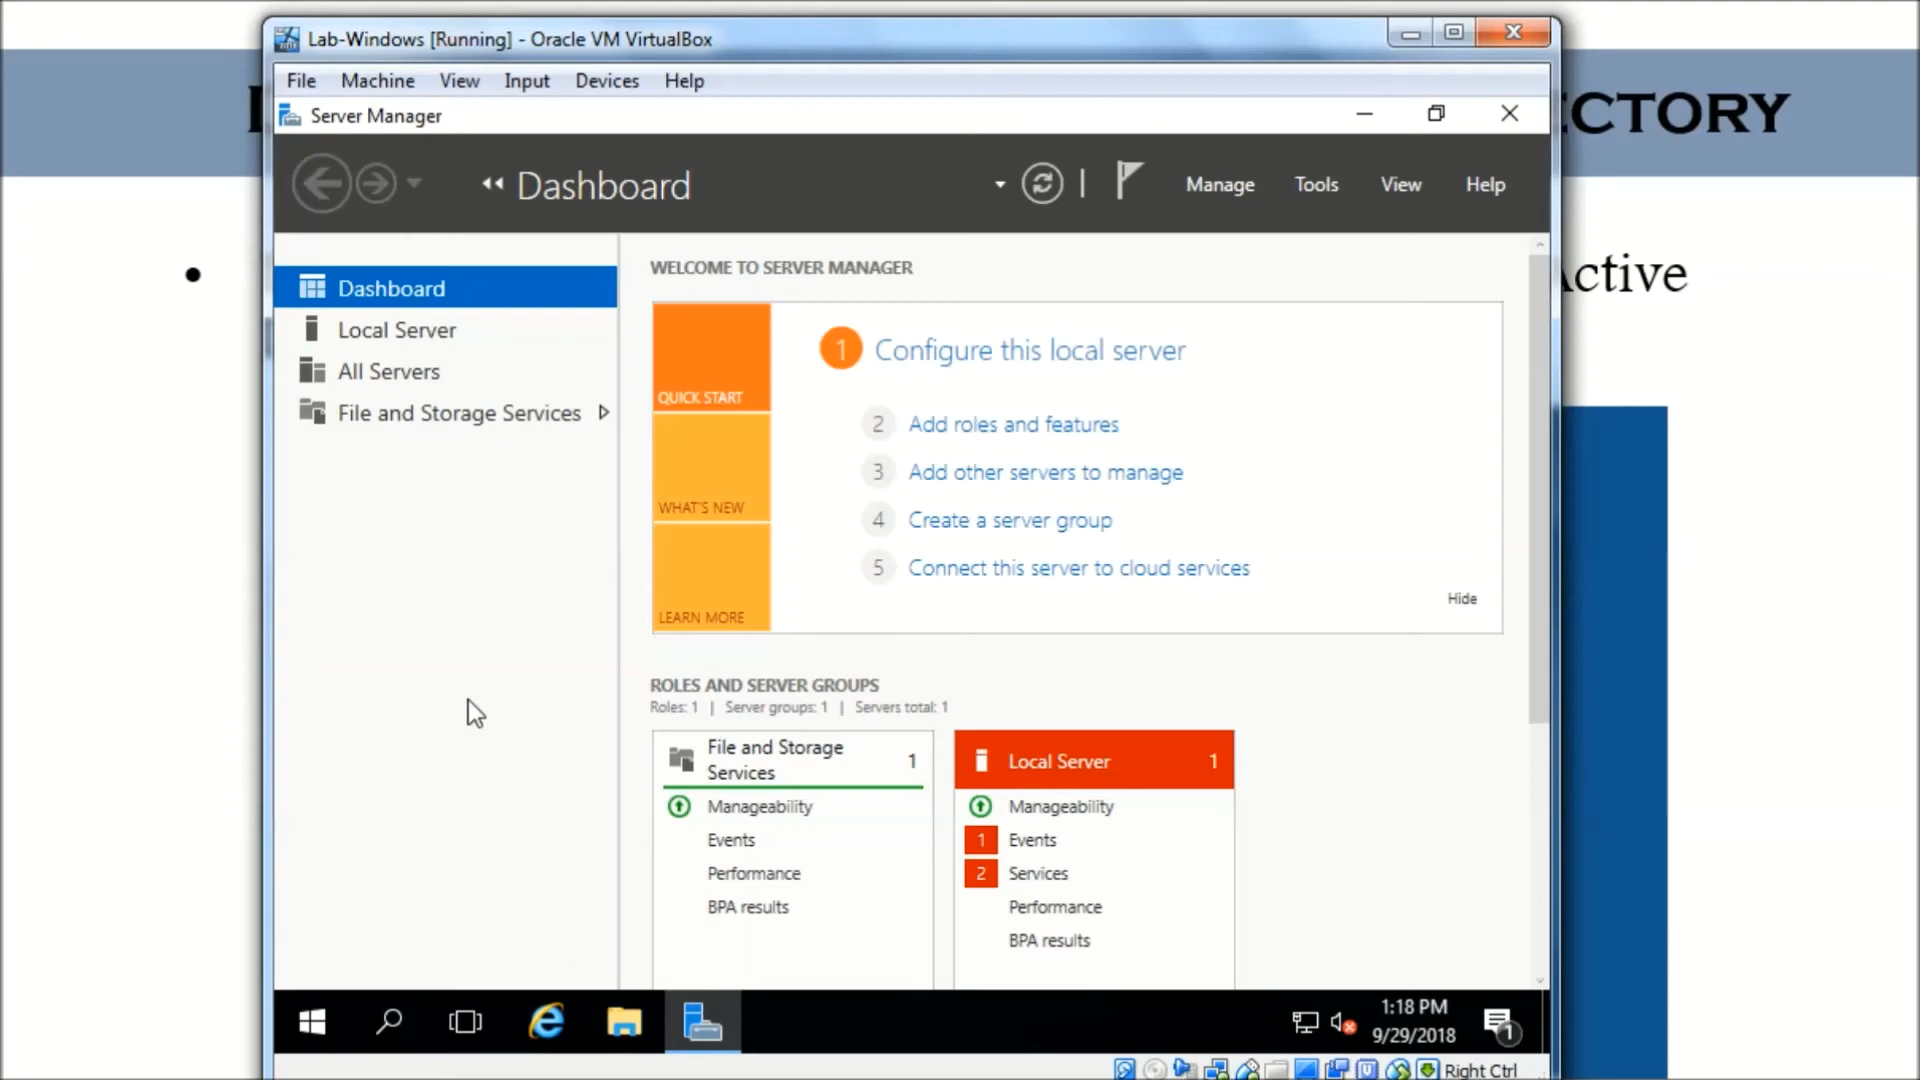 Lab-Windows [Running] - Oracle VM VirtualBox
File Machine View Input Devices Help
Server Manager
ECTORY
Dashboard
Manage Tools View Help
Dashboard
Local Server
All Servers
File and Storage Services
WELCOME TO SERVER MANAGER
• Active
QUICK START
WHAT'S NEW
LEARN MORE
1 Configure this local server
2 Add roles and features
3 Add other servers to manage
4 Create a server group
5 Connect this server to cloud services
Hide
ROLES AND SERVER GROUPS
Roles: 1 | Server groups: 1 | Servers total: 1
File and Storage
Services
1
Manageability
Events
Performance
BPA results
Local Server 1
Manageability
1 Events
2 Services
Performance
BPA results
1:18 PM
9/29/2018
1
Right Ctrl